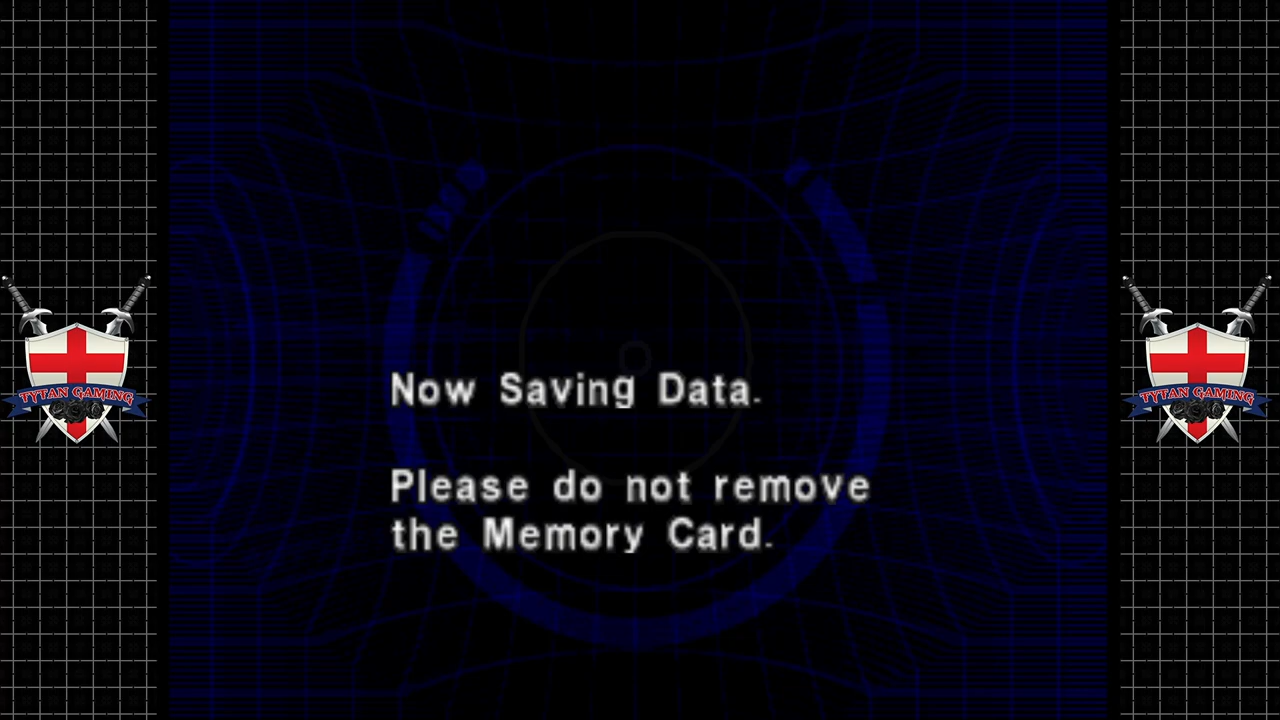 Now Saving Data.
Please do not remove
the Memory Card.
TYTAN GAMING
TYTAN GAMING